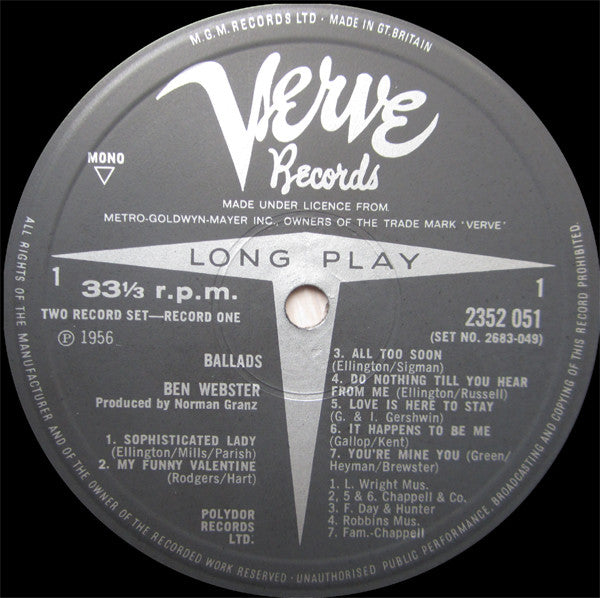 M.G.M. RECORDS LTD · MADE IN GT. BRITAIN
Verve
Records
MONO
MADE UNDER LICENCE FROM
METRO-GOLDWYN-MAYER INC., OWNERS OF THE TRADE MARK 'VERVE'
LONG PLAY
1
33⅓ r.p.m.
TWO RECORD SET—RECORD ONE
Ⓟ 1956
1
2352 051
(SET NO. 2683-049)
BALLADS
BEN WEBSTER
Produced by Norman Granz
1. SOPHISTICATED LADY
(Ellington/Mills/Parish)
2. MY FUNNY VALENTINE
(Rodgers/Hart)
3. ALL TOO SOON
(Ellington/Sigman)
4. DO NOTHING TILL YOU HEAR
FROM ME (Ellington/Russell)
5. LOVE IS HERE TO STAY
(G. & I. Gershwin)
6. IT HAPPENS TO BE ME
(Gallop/Kent)
7. YOU'RE MINE YOU (Green/
Heyman/Brewster)
1. L. Wright Mus.
2, 5 & 6. Chappell & Co.
3. F. Day & Hunter
4. Robbins Mus.
7. Fam.-Chappell
POLYDOR
RECORDS
LTD.
ALL RIGHTS OF THE MANUFACTURER AND OF THE OWNER OF THE RECORDED WORK RESERVED · UNAUTHORISED PUBLIC PERFORMANCE, BROADCASTING AND COPYING OF THIS RECORD PROHIBITED.